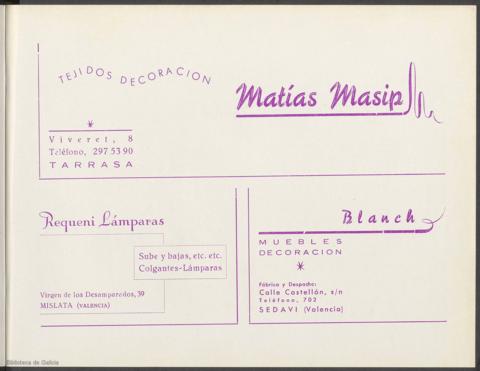 TEJIDOS DECORACION
Matías Masip
*
Viveret, 8
Teléfono, 297 53 90
TARRASA
Requeni Lámparas
Sube y bajas, etc. etc.
Colgantes-Lámparas
Virgen de los Desamparados, 39
MISLATA (VALENCIA)
Blanch
MUEBLES
DECORACION
*
Fábrica y Despacho:
Calle Castellón, s/n
Teléfono, 702
SEDAVI (Valencia)
Biblioteca de Galicia